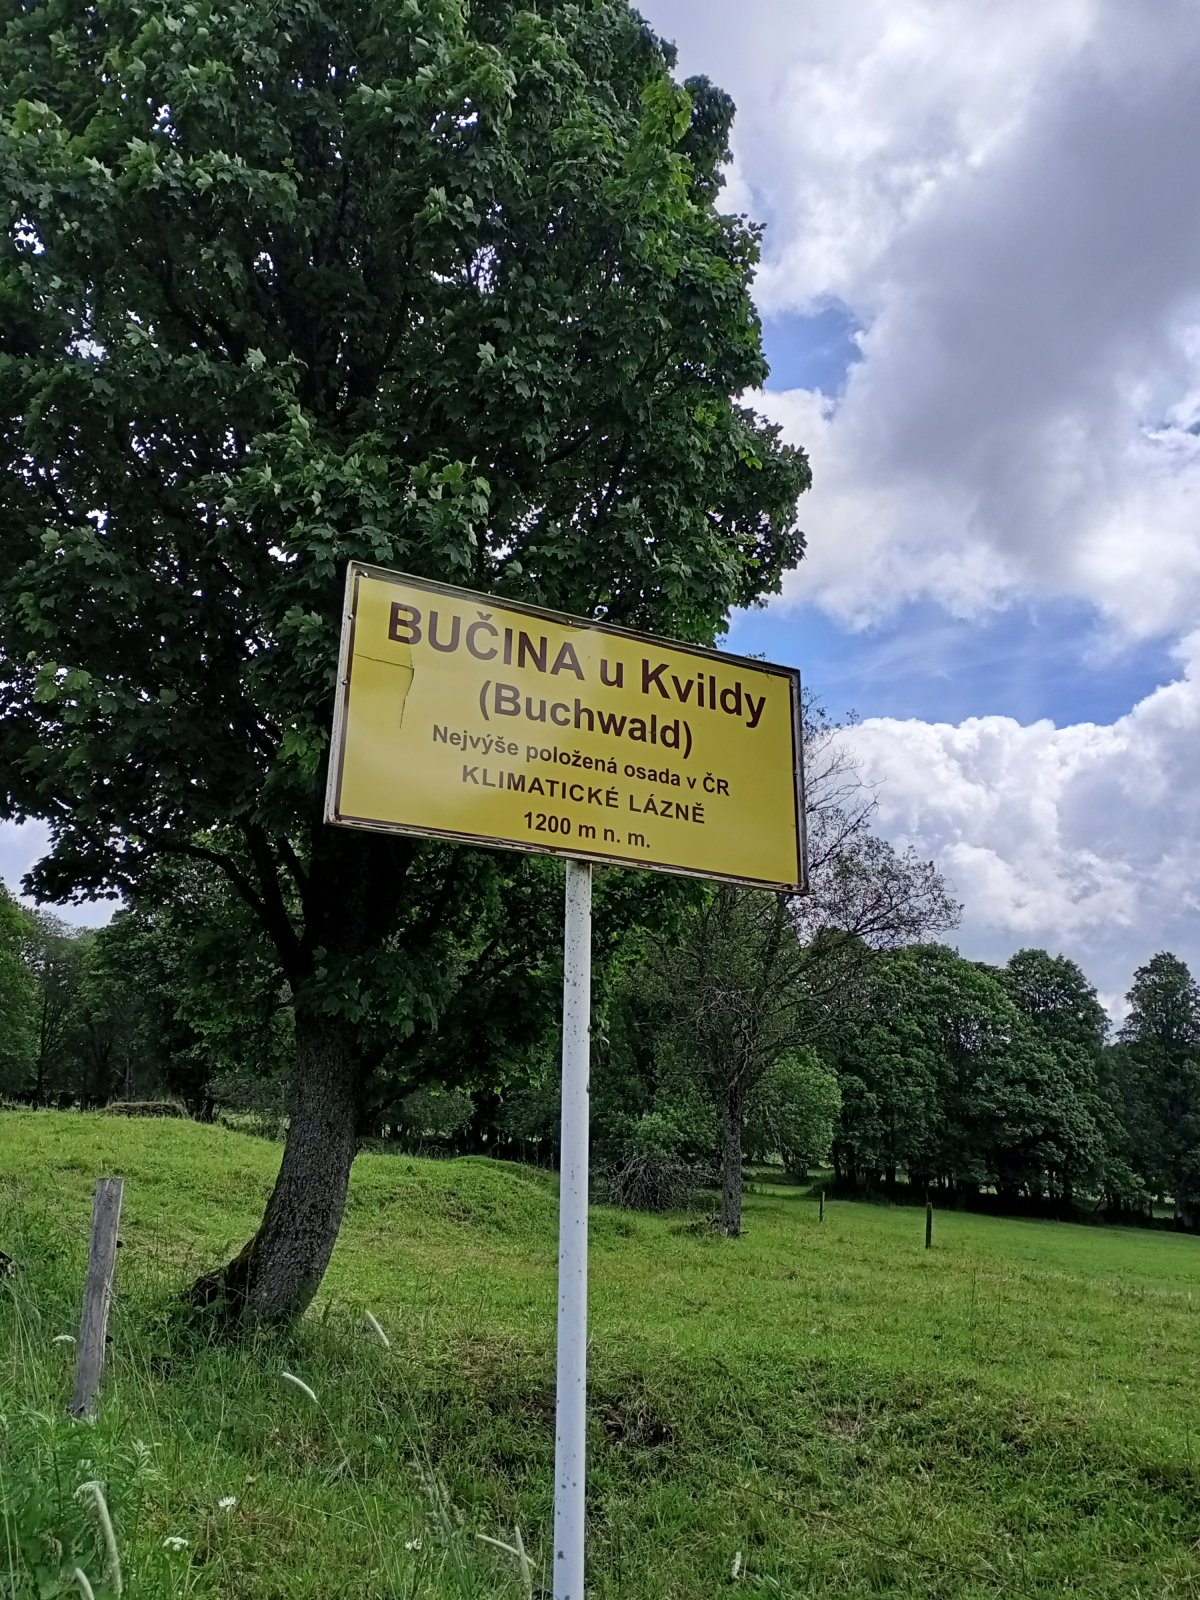 BUČINA u Kvildy
(Buchwald)
Nejvýše položená osada v ČR
KLIMATICKÉ LÁZNĚ
1200 m n. m.